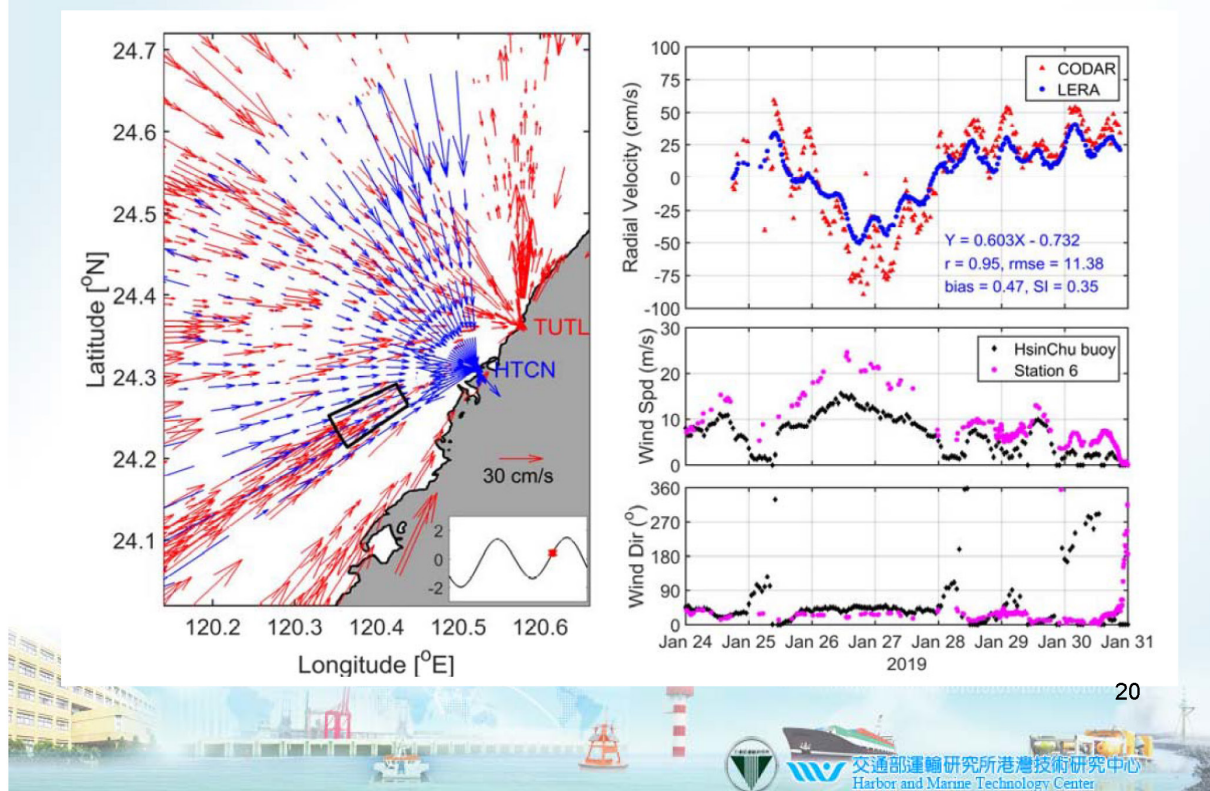 24.7
24.6
24.5
24.4
24.3
24.2
24.1
Latitude [°N]
TUTL
HTCN
30 cm/s
2
0
-2
120.2 120.3 120.4 120.5 120.6
Longitude [°E]
100
75
50
25
0
-25
-50
-75
-100
Radial Velocity (cm/s)
CODAR
LERA
Y = 0.603X - 0.732
r = 0.95, rmse = 11.38
bias = 0.47, SI = 0.35
30
20
10
0
Wind Spd (m/s)
HsinChu buoy
Station 6
360
270
180
90
0
Wind Dir (°)
Jan 24 Jan 25 Jan 26 Jan 27 Jan 28 Jan 29 Jan 30 Jan 31
2019
20
交通部運輸研究所港灣技術研究中心
Harbor and Marine Technology Center